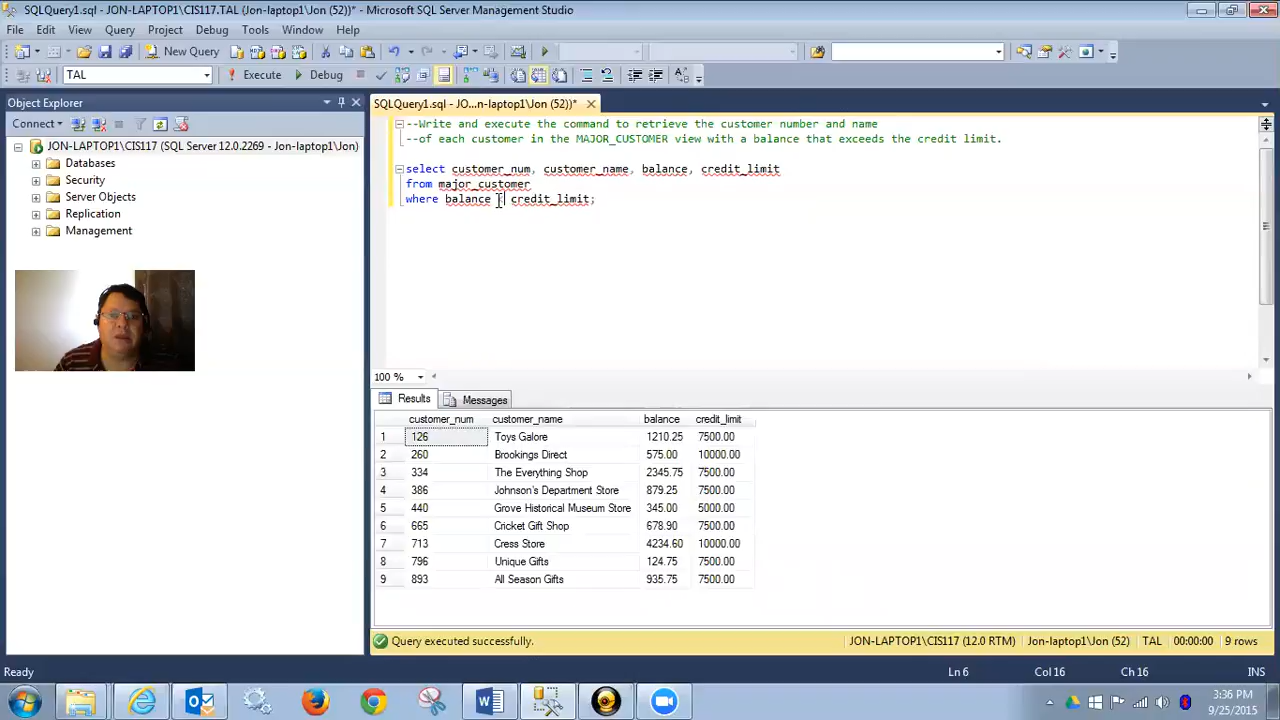 SQLQuery1.sql - JON-LAPTOP1\CIS117.TAL (Jon-laptop1\Jon (52))* - Microsoft SQL Server Management Studio
File Edit View Query Project Debug Tools Window Help
New Query
TAL Execute Debug
Object Explorer
SQLQuery1.sql - JO...n-laptop1\Jon (52))*
Connect
JON-LAPTOP1\CIS117 (SQL Server 12.0.2269 - Jon-laptop1\Jon)
Databases
Security
Server Objects
Replication
Management
--Write and execute the command to retrieve the customer number and name
--of each customer in the MAJOR_CUSTOMER view with a balance that exceeds the credit limit.
select customer_num, customer_name, balance, credit_limit
from major_customer
where balance < credit_limit;
100 %
Results Messages
customer_num customer_name balance credit_limit
1 126 Toys Galore 1210.25 7500.00
2 260 Brookings Direct 575.00 10000.00
3 334 The Everything Shop 2345.75 7500.00
4 386 Johnson's Department Store 879.25 7500.00
5 440 Grove Historical Museum Store 345.00 5000.00
6 665 Cricket Gift Shop 678.90 7500.00
7 713 Cress Store 4234.60 10000.00
8 796 Unique Gifts 124.75 7500.00
9 893 All Season Gifts 935.75 7500.00
Query executed successfully. JON-LAPTOP1\CIS117 (12.0 RTM) Jon-laptop1\Jon (52) TAL 00:00:00 9 rows
Ready Ln 6 Col 16 Ch 16 INS
3:36 PM
9/25/2015